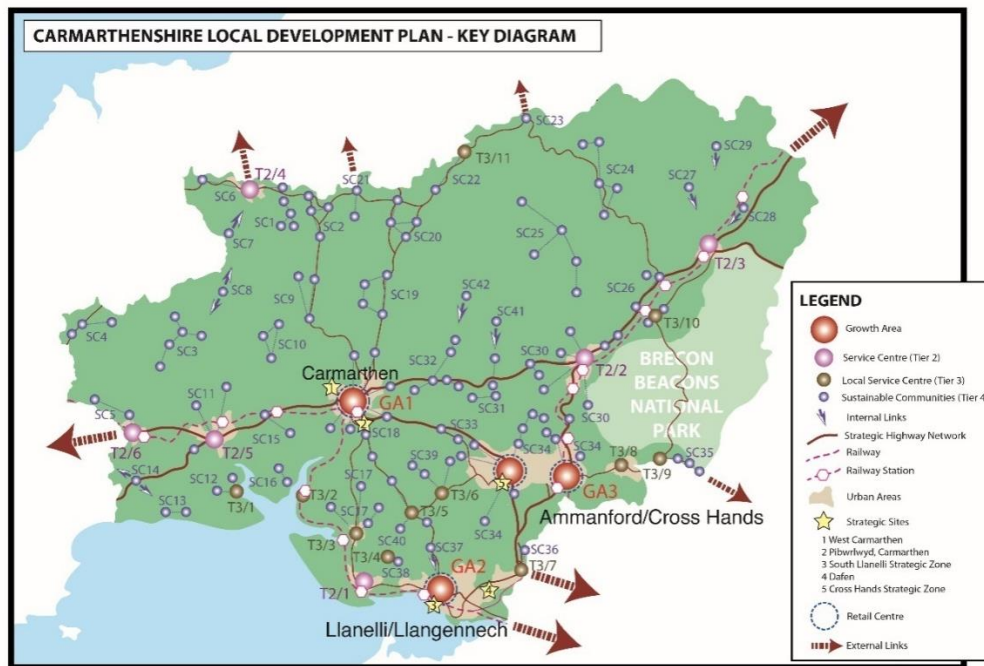 CARMARTHENSHIRE LOCAL DEVELOPMENT PLAN - KEY DIAGRAM
SC23
T3/11
SC29
T2/4
SC21
SC22
SC24
SC27
SC6
SC1
SC2
SC28
SC7
SC20
SC25
T2/3
SC8
SC42
SC9
SC19
SC41
SC26
SC4
SC3
SC10
T3/10
SC32
SC30
Carmarthen
BRECON
BEACONS
NATIONAL
PARK
T2/2
1
GA1
SC31
SC11
SC5
2
SC18
SC33
SC30
T2/6
T2/5
SC15
SC34
SC34
T3/8
SC39
T3/9
SC35
SC14
SC12
SC16
SC17
5
GA3
T3/1
T3/2
T3/6
SC13
SC37
T3/5
Ammanford/Cross Hands
SC34
T3/3
SC40
T3/4
SC37
SC36
SC38
GA2
T3/7
T2/1
3
4
Llanelli/Llangennech
LEGEND
Growth Area
Service Centre (Tier 2)
Local Service Centre (Tier 3)
Sustainable Communities (Tier 4
Internal Links
Strategic Highway Network
Railway
Railway Station
Urban Areas
Strategic Sites
1 West Carmarthen
2 Pibwrlwyd, Carmarthen
3 South Llanelli Strategic Zone
4 Dafen
5 Cross Hands Strategic Zone
Retail Centre
External Links